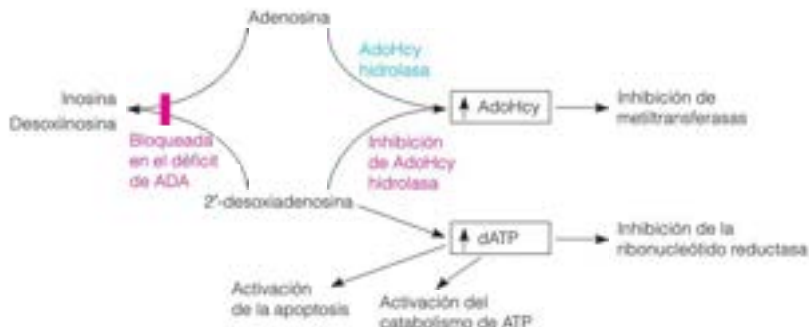 Adenosina
AdoHcy
hidrolasa
Inosina
Desoxiinosina
AdoHcy
Inhibición de
metiltransferasas
Bloqueada
en el déficit
de ADA
Inhibición
de AdoHcy
hidrolasa
2'-desoxiadenosina
dATP
Inhibición de la
ribonucleótido reductasa
Activación
de la apoptosis
Activación del
catabolismo de ATP